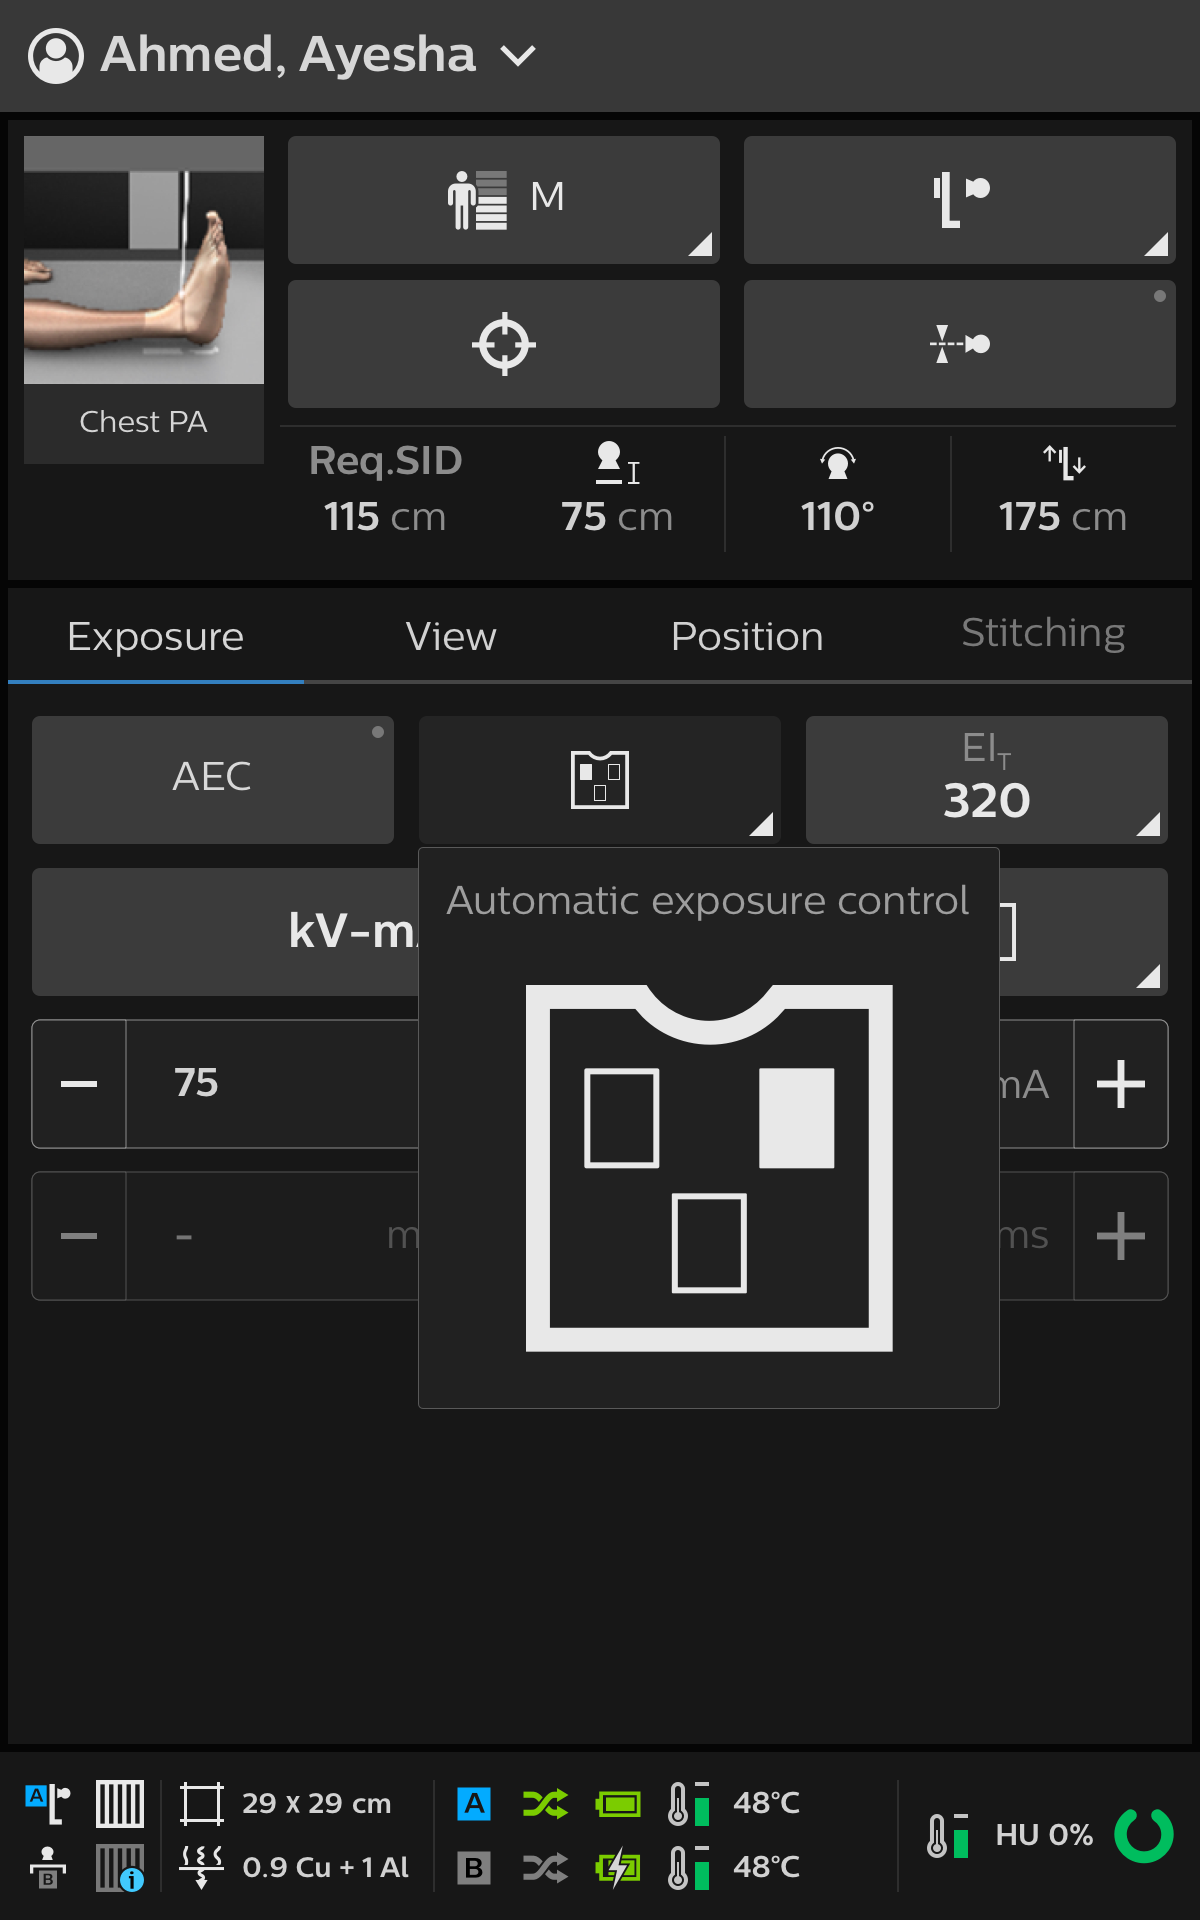 Ahmed, Ayesha
M
Chest PA
Req.SID
115 cm
75 cm
110°
175 cm
Exposure View Position Stitching
AEC
EI T
320
Automatic exposure control
kV-m
75
mA
-
m
ms
A
29 x 29 cm
A
48°C
HU 0%
B
i
0.9 Cu + 1 Al
B
48°C